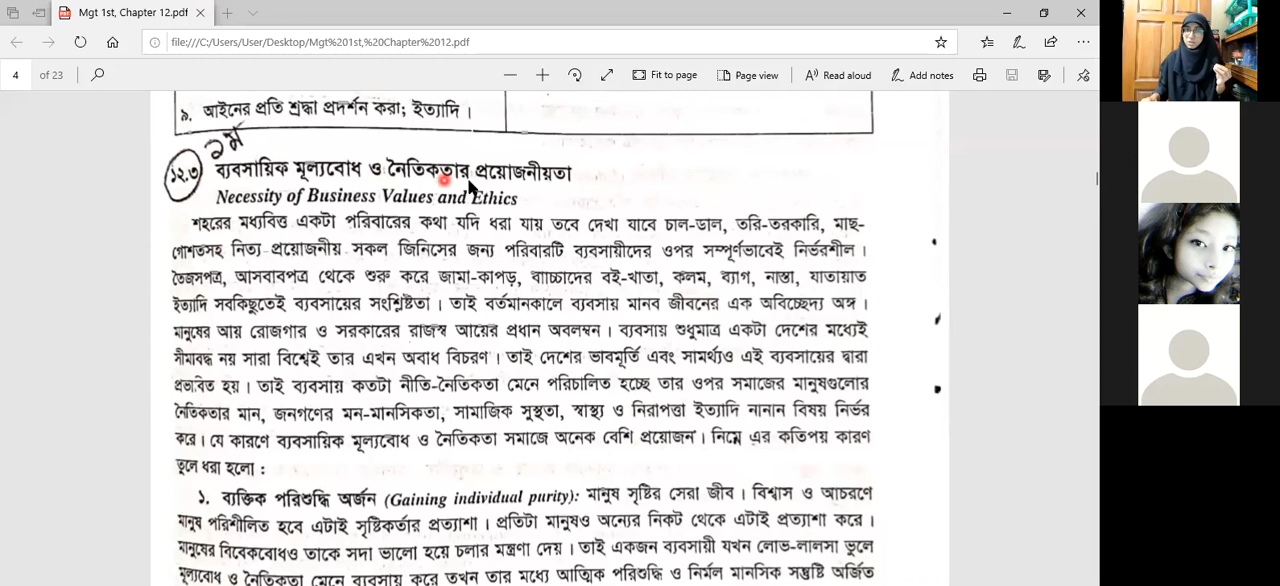 Mgt 1st, Chapter 12.pdf
file:///C:/Users/User/Desktop/Mgt%201st,%20Chapter%2012.pdf
4 of 23
Fit to page
Page view
Read aloud
Add notes
৯. আইনের প্রতি শ্রদ্ধা প্রদর্শন করা; ইত্যাদি।
১২.৩ ব্যবসায়িক মূল্যবোধ ও নৈতিকতার প্রয়োজনীয়তা
Necessity of Business Values and Ethics
শহরের মধ্যবিত্ত একটা পরিবারের কথা যদি ধরা যায় তবে দেখা যাবে চাল-ডাল, তরি-তরকারি, মাছ-
গোশতসহ নিত্য প্রয়োজনীয় সকল জিনিসের জন্য পরিবারটি ব্যবসায়ীদের ওপর সম্পূর্ণভাবেই নির্ভরশীল।
তৈজসপত্র, আসবাবপত্র থেকে শুরু করে জামা-কাপড়, বাচ্চাদের বই-খাতা, কলম, ব্যাগ, নাস্তা, যাতায়াত
ইত্যাদি সবকিছুতেই ব্যবসায়ের সংশ্লিষ্টতা। তাই বর্তমানকালে ব্যবসায় মানব জীবনের এক অবিচ্ছেদ্য অঙ্গ।
মানুষের আয় রোজগার ও সরকারের রাজস্ব আয়ের প্রধান অবলম্বন। ব্যবসায় শুধুমাত্র একটা দেশের মধ্যেই
সীমাবদ্ধ নয় সারা বিশ্বেই তার এখন অবাধ বিচরণ। তাই দেশের ভাবমূর্তি এবং সামর্থ্যও এই ব্যবসায়ের দ্বারা
প্রভাবিত হয়। তাই ব্যবসায় কতটা নীতি-নৈতিকতা মেনে পরিচালিত হচ্ছে তার ওপর সমাজের মানুষগুলোর
নৈতিকতার মান, জনগণের মন-মানসিকতা, সামাজিক সুস্থতা, স্বাস্থ্য ও নিরাপত্তা ইত্যাদি নানান বিষয় নির্ভর
করে। যে কারণে ব্যবসায়িক মূল্যবোধ ও নৈতিকতা সমাজে অনেক বেশি প্রয়োজন। নিম্নে এর কতিপয় কারণ
তুলে ধরা হলো :
১. ব্যক্তিক পরিশুদ্ধি অর্জন (Gaining individual purity): মানুষ সৃষ্টির সেরা জীব। বিশ্বাস ও আচরণে
মানুষ পরিশীলিত হবে এটাই সৃষ্টিকর্তার প্রত্যাশা। প্রতিটা মানুষও অন্যের নিকট থেকে এটাই প্রত্যাশা করে।
মানুষের বিবেকবোধও তাকে সদা ভালো হয়ে চলার মন্ত্রণা দেয়। তাই একজন ব্যবসায়ী যখন লোভ-লালসা ভুলে
মূল্যবোধ ও নৈতিকতা মেনে ব্যবসায় করে তখন তার মধ্যে আত্মিক পরিশুদ্ধি ও নির্মল মানসিক সন্তুষ্টি অর্জিত